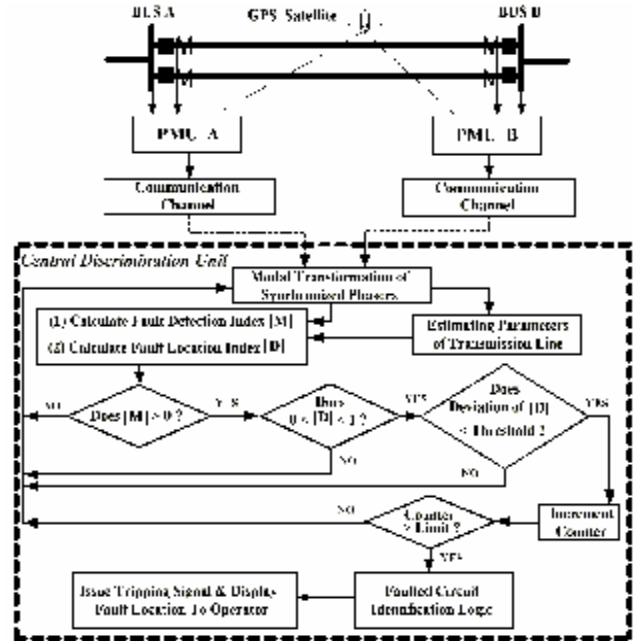 BUS A
GPS Satellite
BUS B
PMU A
PMU B
Communication
Channel
Communication
Channel
Central Discrimination Unit
Modal Transformation of
Synchronized Phasers
(1) Calculate Fault Detection Index |M|
(2) Calculate Fault Location Index |D|
Estimating Parameters
of Transmission Line
NO
Does |M| > 0 ?
YES
Does
0 < |D| < 1 ?
YES
Does
Deviation of |D|
< Threshold ?
YES
NO
NO
NO
Counter
> Limit ?
Increment
Counter
YES
Issue Tripping Signal & Display
Fault Location To Operator
Faulted Circuit
Identification Logic